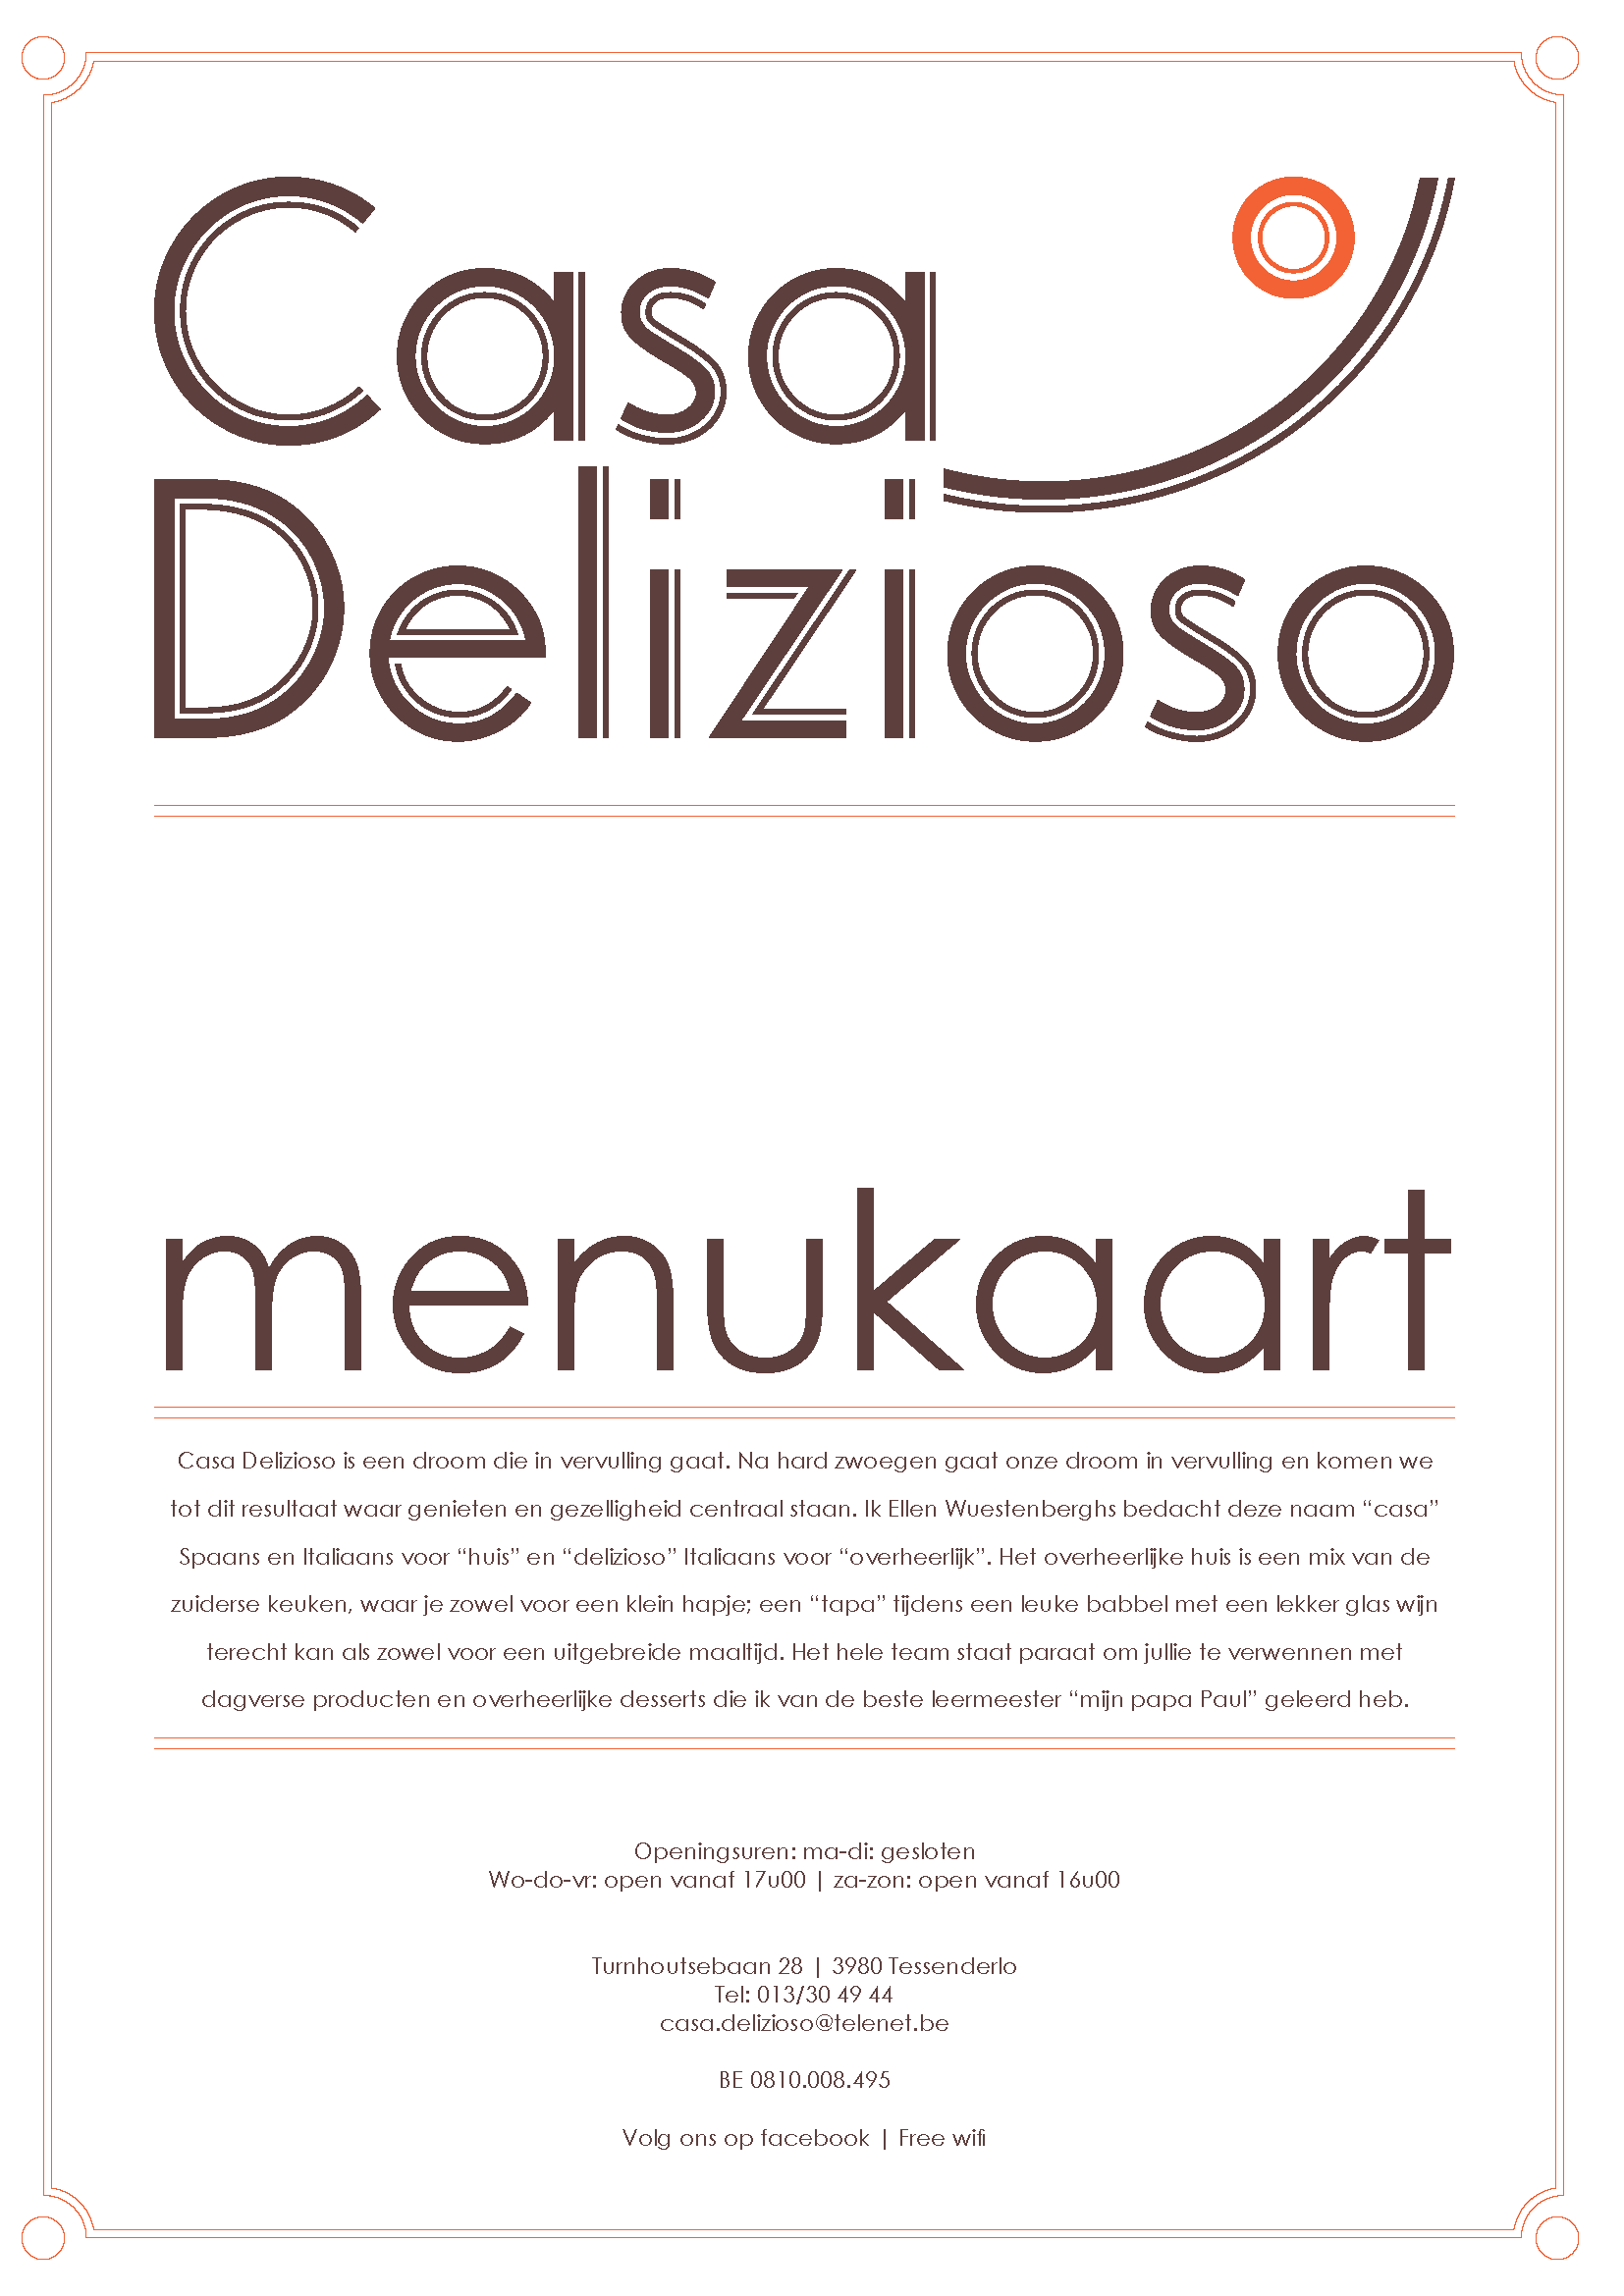 Casa
Delizioso
menukaart
Casa Delizioso is een droom die in vervulling gaat. Na hard zwoegen gaat onze droom in vervulling en komen we
tot dit resultaat waar genieten en gezelligheid centraal staan. Ik Ellen Wuestenberghs bedacht deze naam “casa”
Spaans en Italiaans voor “huis” en “delizioso” Italiaans voor “overheerlijk”. Het overheerlijke huis is een mix van de
zuiderse keuken, waar je zowel voor een klein hapje; een “tapa” tijdens een leuke babbel met een lekker glas wijn
terecht kan als zowel voor een uitgebreide maaltijd. Het hele team staat paraat om jullie te verwennen met
dagverse producten en overheerlijke desserts die ik van de beste leermeester “mijn papa Paul” geleerd heb.
Openingsuren: ma-di: gesloten
Wo-do-vr: open vanaf 17u00 | za-zon: open vanaf 16u00
Turnhoutsebaan 28 | 3980 Tessenderlo
Tel: 013/30 49 44
casa.delizioso@telenet.be
BE 0810.008.495
Volg ons op facebook | Free wifi